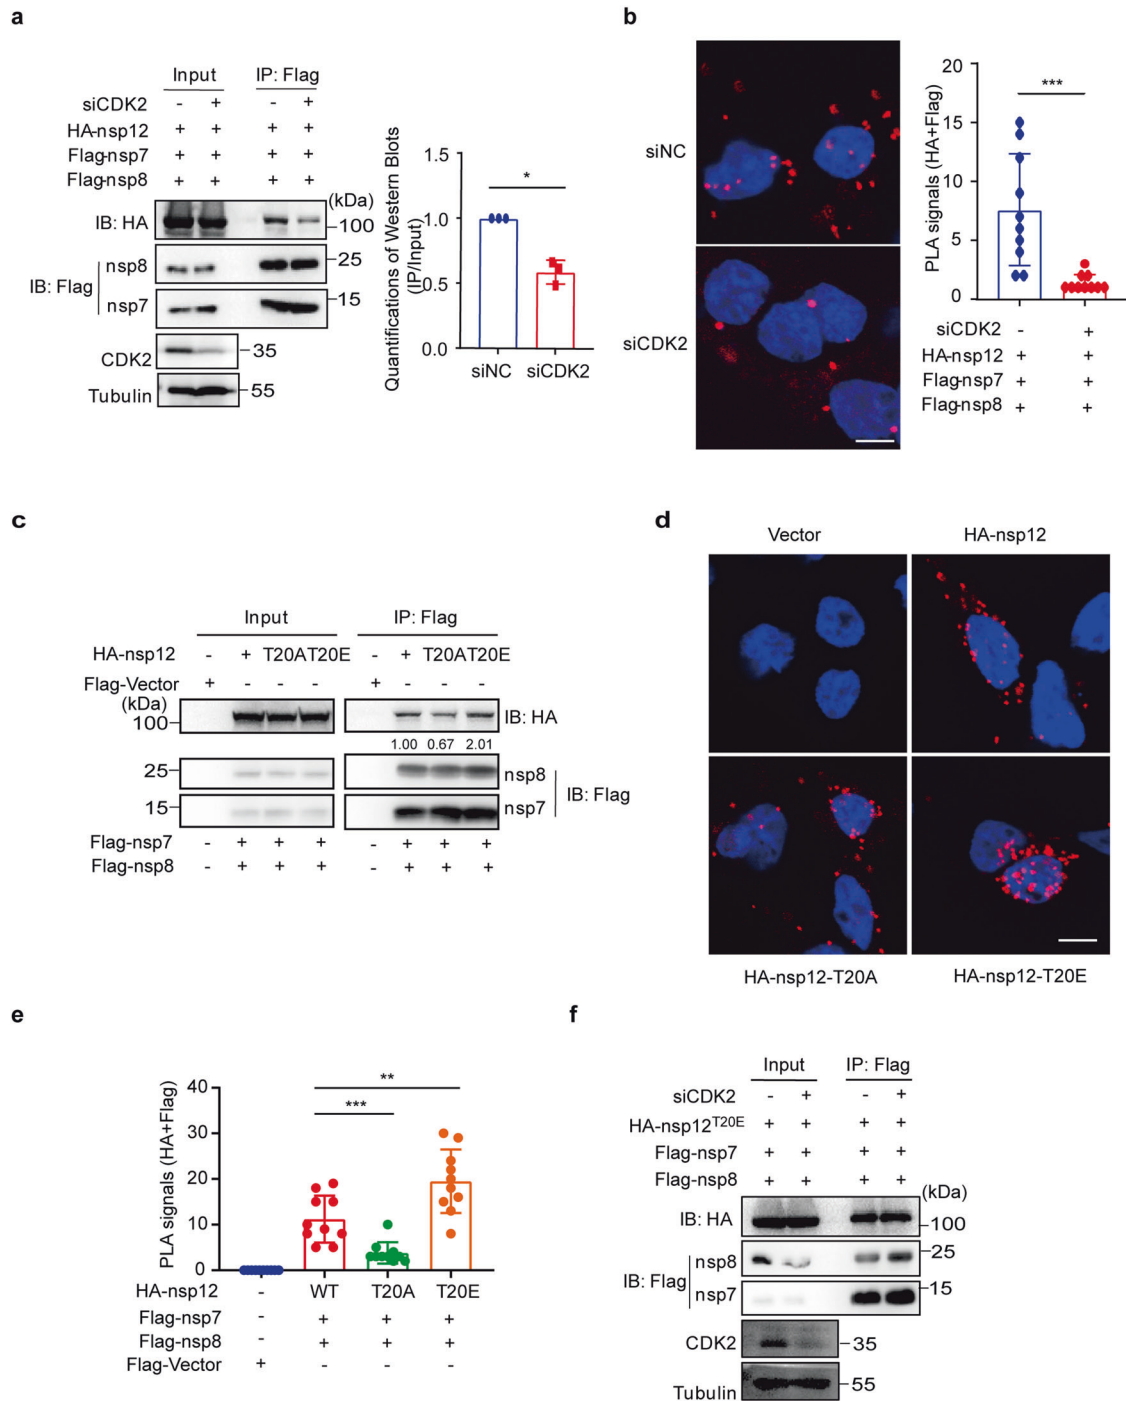 a
Input IP: Flag
siCDK2 - + - +
HA-nsp12 + + + +
Flag-nsp7 + + + +
Flag-nsp8 + + + +
(kDa)
IB: HA 100
IB: Flag nsp8 25
nsp7 15
CDK2 35
Tubulin 55
Quantifications of Western Blots
(IP/Input)
1.5
1.0
0.5
0.0
*
siNC siCDK2
b
siNC
siCDK2
PLA signals (HA+Flag)
20
15
10
5
0
***
siCDK2 - +
HA-nsp12 + +
Flag-nsp7 + +
Flag-nsp8 + +
c
Input IP: Flag
HA-nsp12 - + T20A T20E - + T20A T20E
Flag-Vector + - - - + - - -
(kDa)
100 IB: HA
1.00 0.67 2.01
25 nsp8
IB: Flag
15 nsp7
Flag-nsp7 - + + + - + + +
Flag-nsp8 - + + + - + + +
d
Vector HA-nsp12
HA-nsp12-T20A HA-nsp12-T20E
e
PLA signals (HA+Flag)
40
30
20
10
0
**
***
HA-nsp12 - WT T20A T20E
Flag-nsp7 - + + +
Flag-nsp8 - + + +
Flag-Vector + - - -
f
Input IP: Flag
siCDK2 - + - +
HA-nsp12T20E + + + +
Flag-nsp7 + + + +
Flag-nsp8 + + + +
(kDa)
IB: HA 100
IB: Flag nsp8 25
nsp7 15
CDK2 35
Tubulin 55